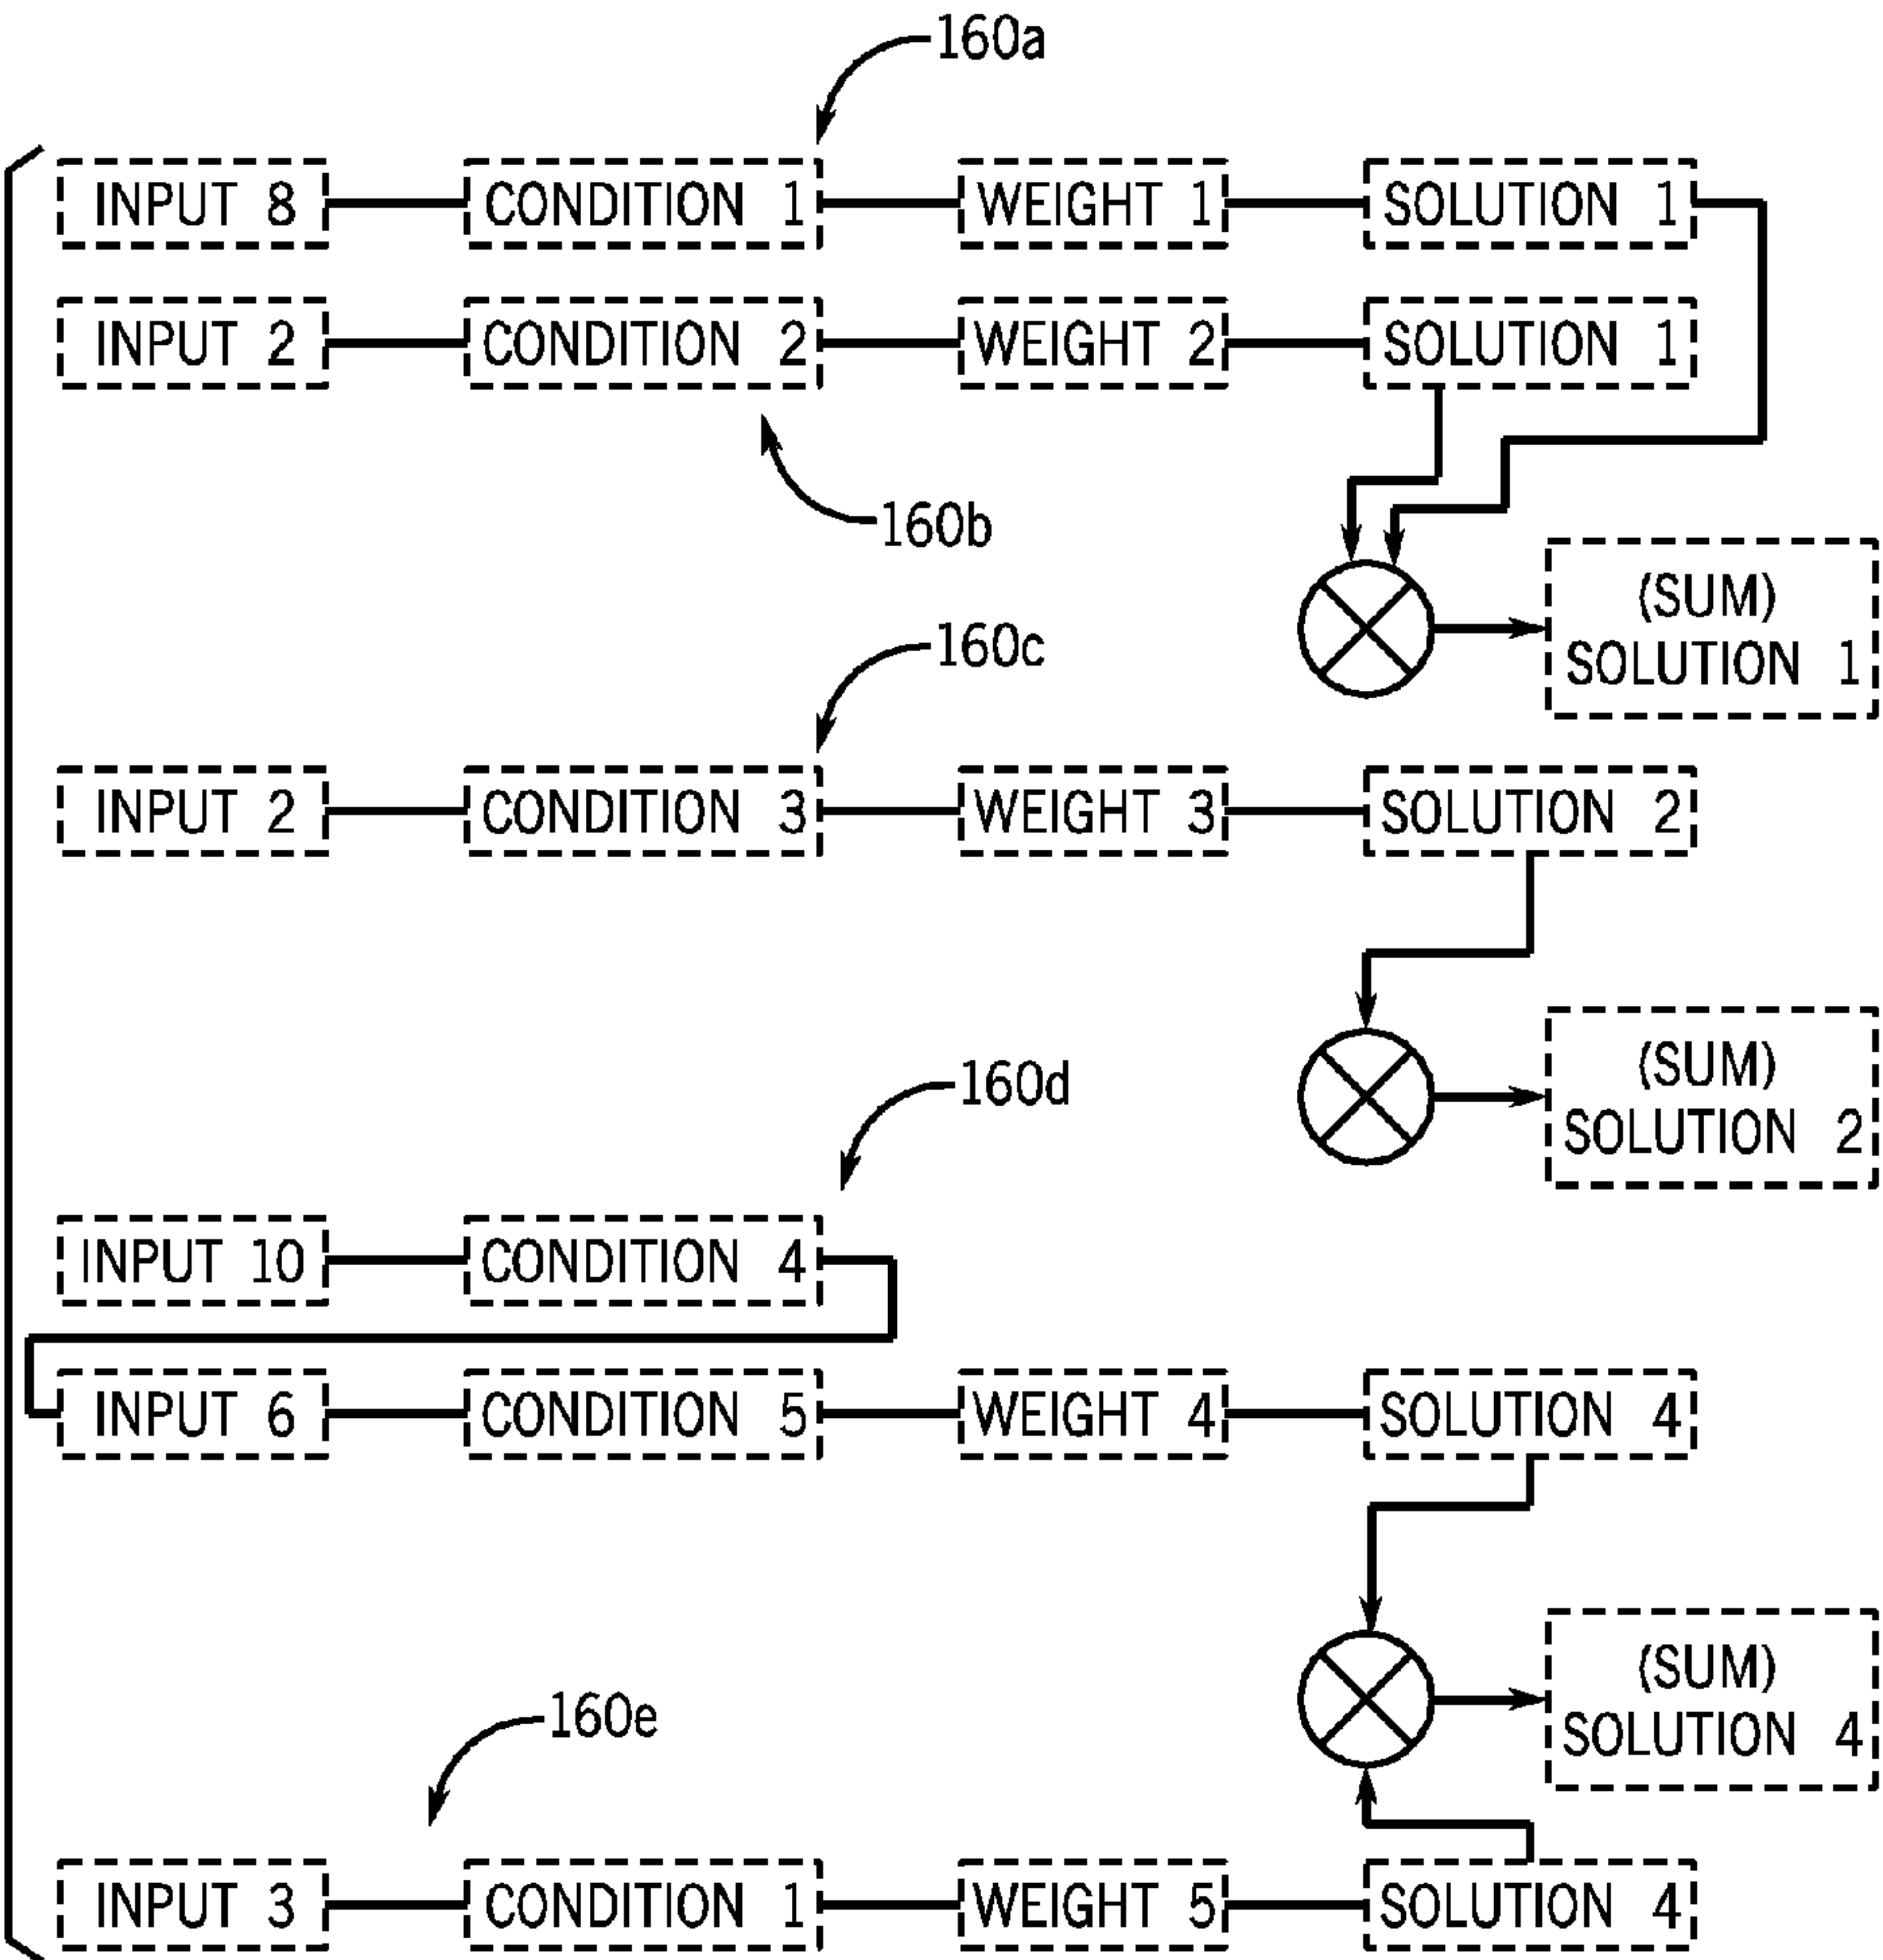 160a
INPUT 8 CONDITION 1 WEIGHT 1 SOLUTION 1
INPUT 2 CONDITION 2 WEIGHT 2 SOLUTION 1
160b
(SUM)
SOLUTION 1
160c
INPUT 2 CONDITION 3 WEIGHT 3 SOLUTION 2
(SUM)
SOLUTION 2
160d
INPUT 10 CONDITION 4
INPUT 6 CONDITION 5 WEIGHT 4 SOLUTION 4
(SUM)
SOLUTION 4
160e
INPUT 3 CONDITION 1 WEIGHT 5 SOLUTION 4